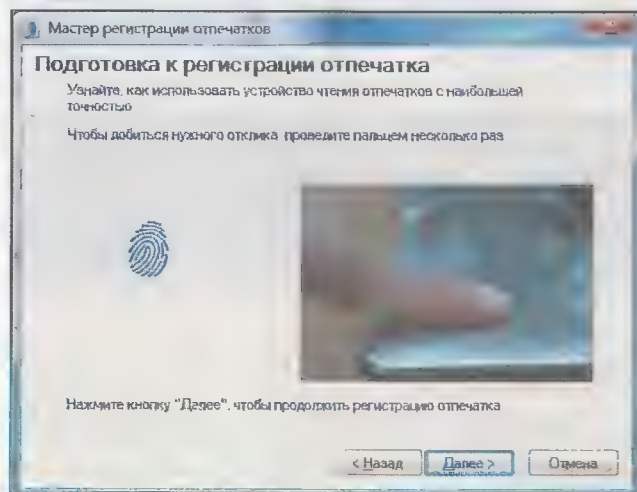 Мастер регистрации отпечатков
Подготовка к регистрации отпечатка
Узнайте, как использовать устройство чтения отпечатков с наибольшей
точностью
Чтобы добиться нужного отклика проведите пальцем несколько раз
Нажмите кнопку "Далее", чтобы продолжить регистрацию отпечатка
< Назад
Далее >
Отмена